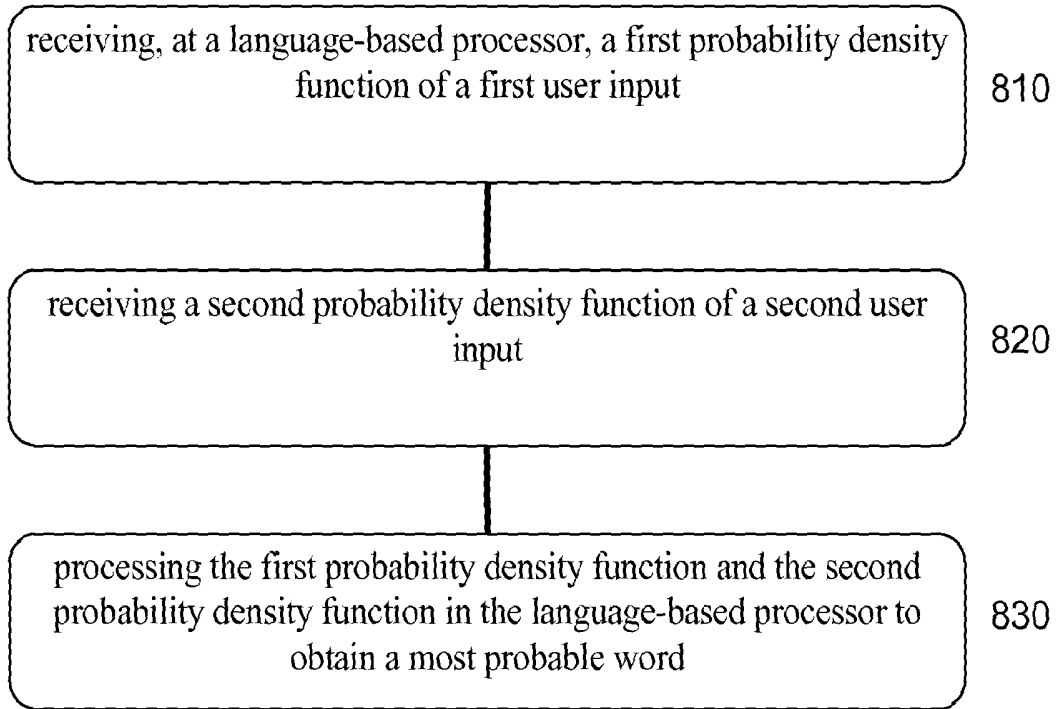 receiving, at a language-based processor, a first probability density
function of a first user input
810
receiving a second probability density function of a second user
input
820
processing the first probability density function and the second
probability density function in the language-based processor to
obtain a most probable word
830